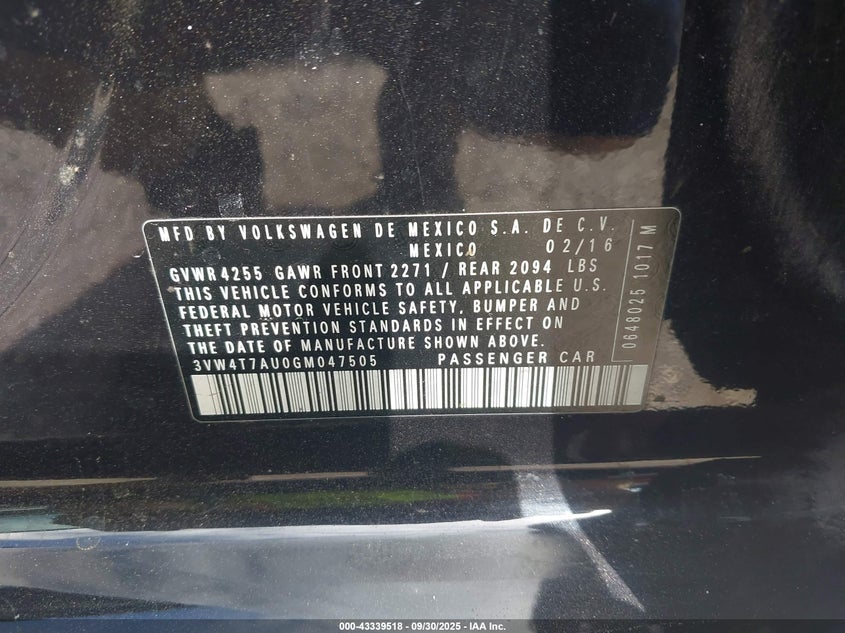 MFD BY VOLKSWAGEN DE MEXICO S.A. DE C.V.
MEXICO 02/16
GVWR 4255 GAWR FRONT 2271 / REAR 2094 LBS
THIS VEHICLE CONFORMS TO ALL APPLICABLE U.S.
FEDERAL MOTOR VEHICLE SAFETY, BUMPER AND
THEFT PREVENTION STANDARDS IN EFFECT ON
THE DATE OF MANUFACTURE SHOWN ABOVE.
3VW4T7AU0GM047505 PASSENGER CAR
0648025 1017 M
000-43339518 - 09/30/2025 - IAA Inc.